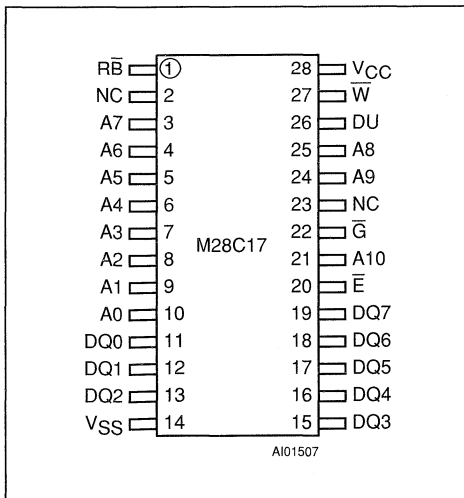 RB̅ 1 28 VCC
NC 2 27 W̅
A7 3 26 DU
A6 4 25 A8
A5 5 24 A9
A4 6 23 NC
A3 7 22 G̅
A2 8 21 A10
M28C17
A1 9 20 E̅
A0 10 19 DQ7
DQ0 11 18 DQ6
DQ1 12 17 DQ5
DQ2 13 16 DQ4
VSS 14 15 DQ3
AI01507